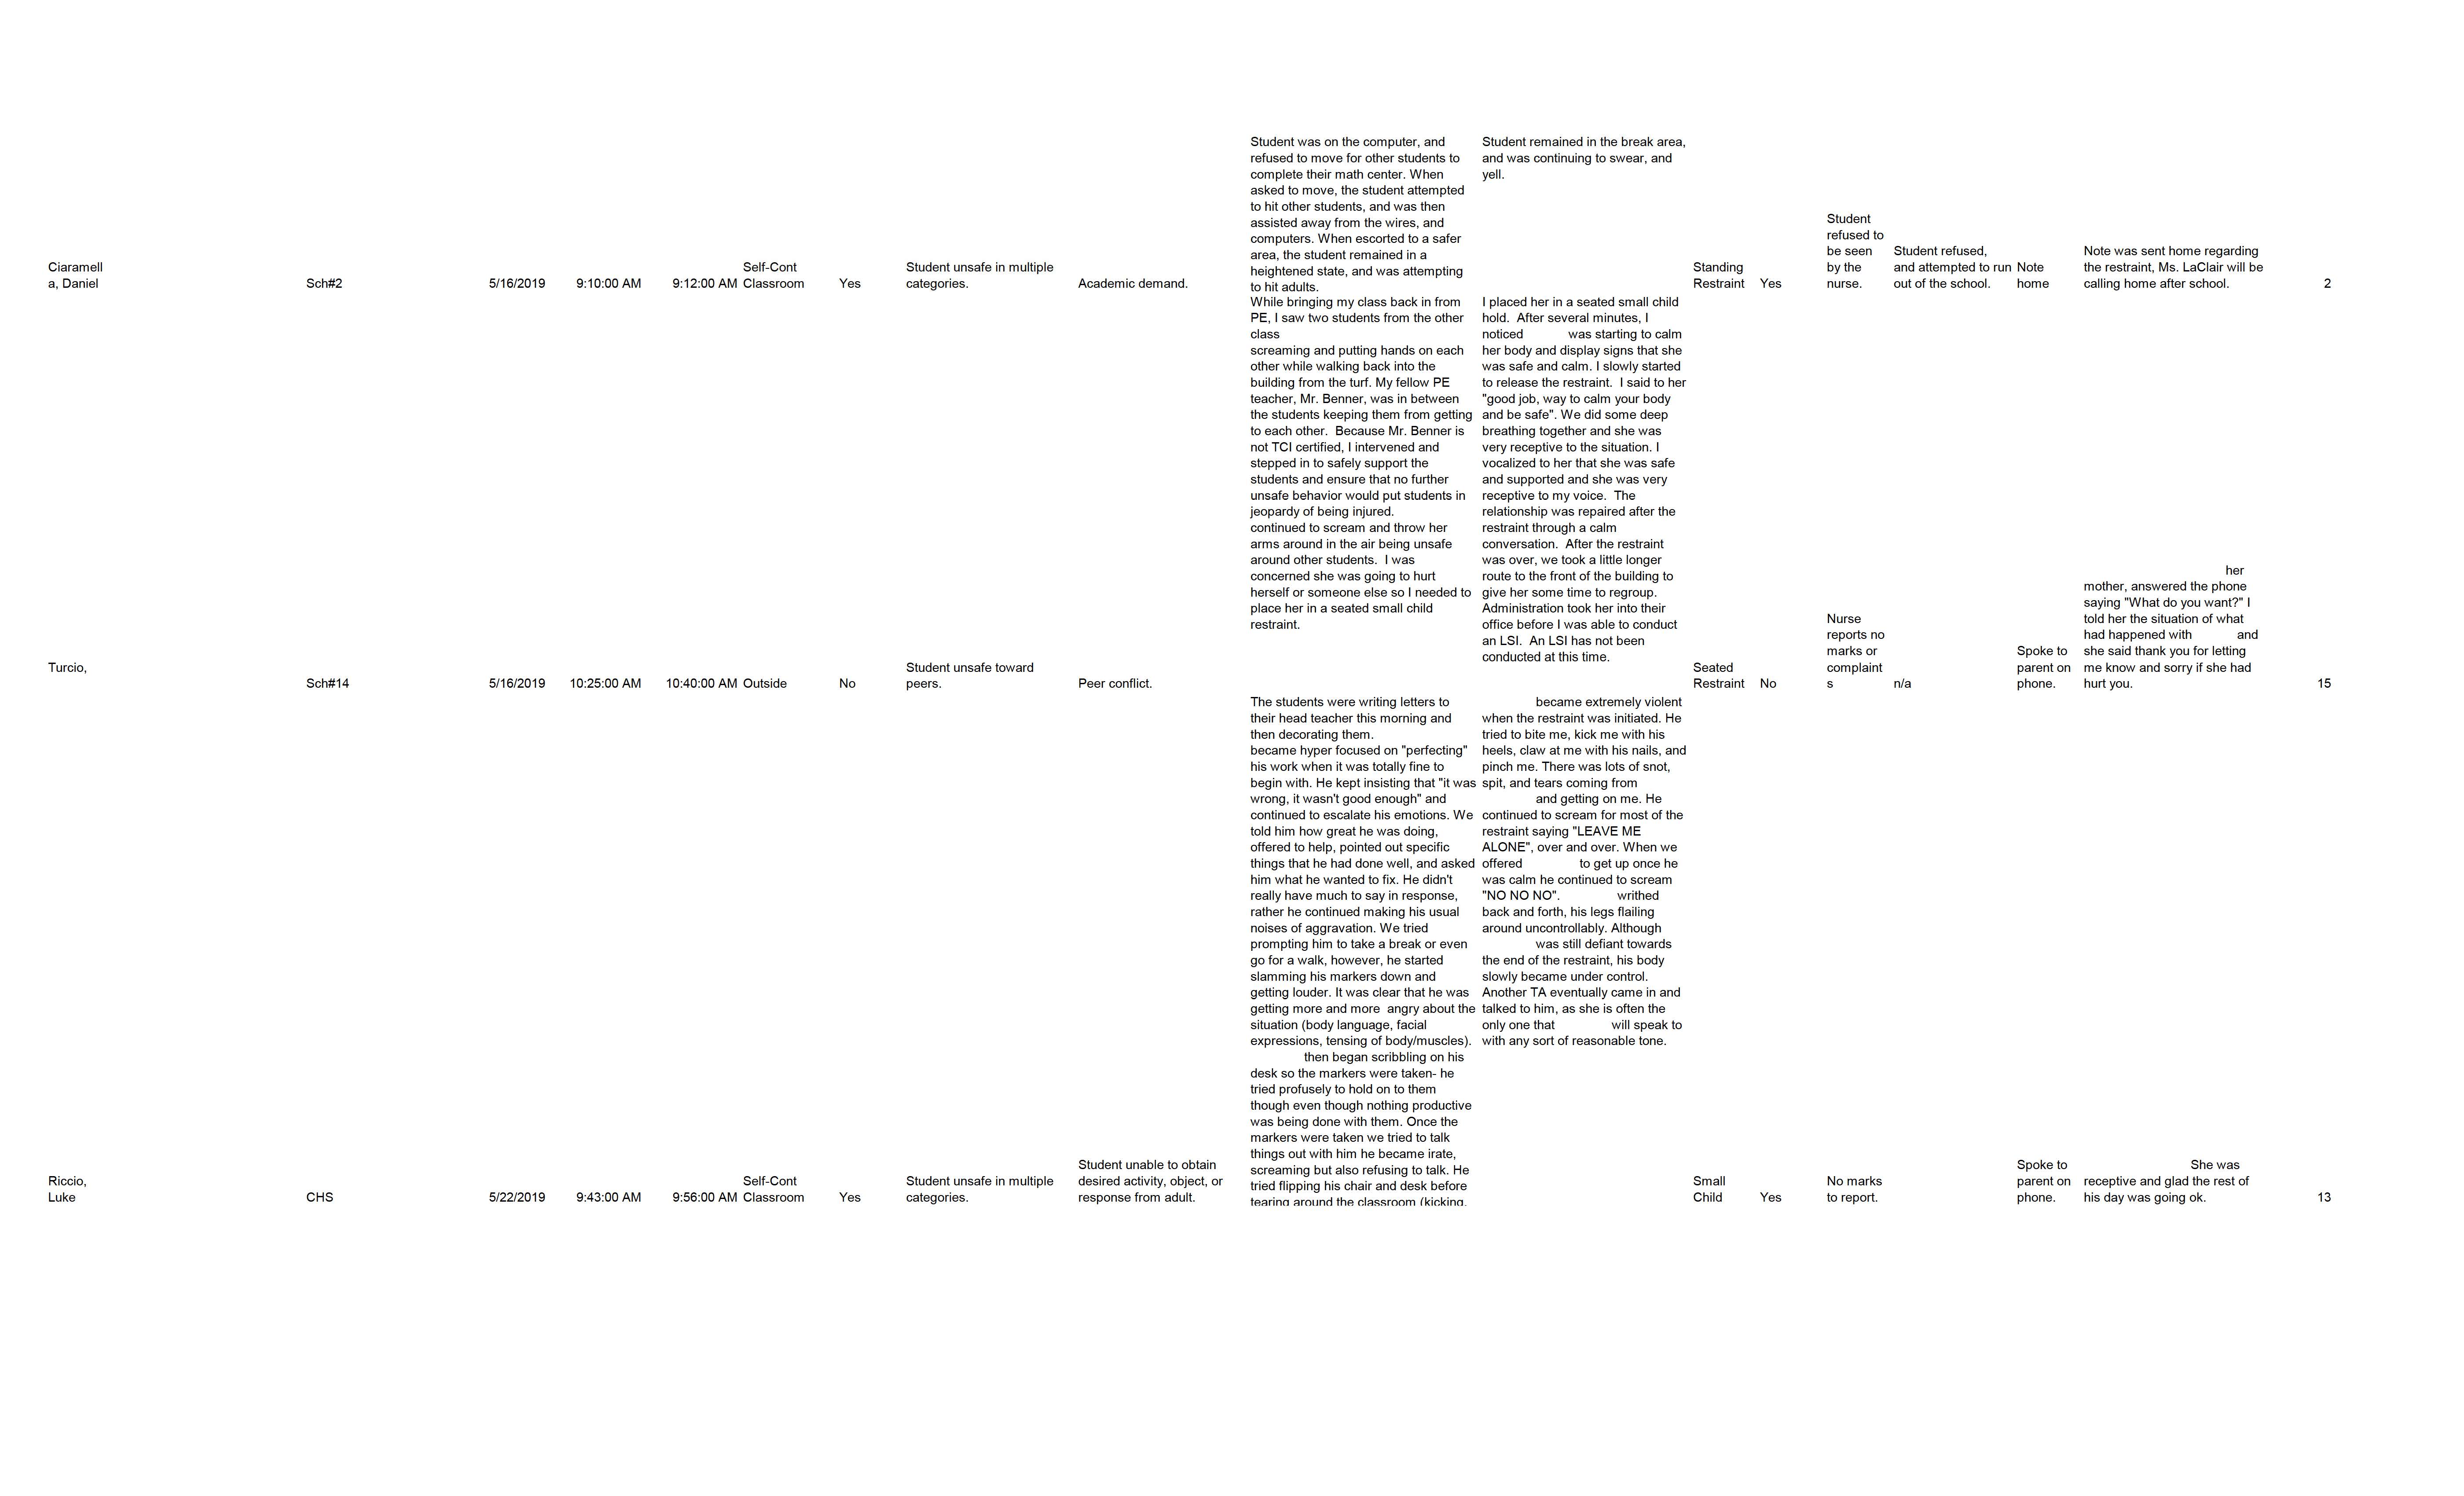 Ciaramell
a, Daniel
Sch#2
5/16/2019
9:10:00 AM
9:12:00 AM
Self-Cont
Classroom
Yes
Student unsafe in multiple
categories.
Academic demand.
Student was on the computer, and
refused to move for other students to
complete their math center. When
asked to move, the student attempted
to hit other students, and was then
assisted away from the wires, and
computers. When escorted to a safer
area, the student remained in a
heightened state, and was attempting
to hit adults.
Student remained in the break area,
and was continuing to swear, and
yell.
Standing
Restraint
Yes
Student
refused to
be seen
by the
nurse.
Student refused,
and attempted to run
out of the school.
Note
home
Note was sent home regarding
the restraint, Ms. LaClair will be
calling home after school.
2
Turcio,
Sch#14
5/16/2019
10:25:00 AM
10:40:00 AM
Outside
No
Student unsafe toward
peers.
Peer conflict.
While bringing my class back in from
PE, I saw two students from the other
class
screaming and putting hands on each
other while walking back into the
building from the turf. My fellow PE
teacher, Mr. Benner, was in between
the students keeping them from getting
to each other. Because Mr. Benner is
not TCI certified, I intervened and
stepped in to safely support the
students and ensure that no further
unsafe behavior would put students in
jeopardy of being injured.
continued to scream and throw her
arms around in the air being unsafe
around other students. I was
concerned she was going to hurt
herself or someone else so I needed to
place her in a seated small child
restraint.
I placed her in a seated small child
hold. After several minutes, I
noticed was starting to calm
her body and display signs that she
was safe and calm. I slowly started
to release the restraint. I said to her
"good job, way to calm your body
and be safe". We did some deep
breathing together and she was
very receptive to the situation. I
vocalized to her that she was safe
and supported and she was very
receptive to my voice. The
relationship was repaired after the
restraint through a calm
conversation. After the restraint
was over, we took a little longer
route to the front of the building to
give her some time to regroup.
Administration took her into their
office before I was able to conduct
an LSI. An LSI has not been
conducted at this time.
Seated
Restraint
No
Nurse
reports no
marks or
complaint
s
n/a
Spoke to
parent on
phone.
her
mother, answered the phone
saying "What do you want?" I
told her the situation of what
had happened with and
she said thank you for letting
me know and sorry if she had
hurt you.
15
Riccio,
Luke
CHS
5/22/2019
9:43:00 AM
9:56:00 AM
Self-Cont
Classroom
Yes
Student unsafe in multiple
categories.
Student unable to obtain
desired activity, object, or
response from adult.
The students were writing letters to
their head teacher this morning and
then decorating them.
became hyper focused on "perfecting"
his work when it was totally fine to
begin with. He kept insisting that "it was
wrong, it wasn't good enough" and
continued to escalate his emotions. We
told him how great he was doing,
offered to help, pointed out specific
things that he had done well, and asked
him what he wanted to fix. He didn't
really have much to say in response,
rather he continued making his usual
noises of aggravation. We tried
prompting him to take a break or even
go for a walk, however, he started
slamming his markers down and
getting louder. It was clear that he was
getting more and more angry about the
situation (body language, facial
expressions, tensing of body/muscles).
then began scribbling on his
desk so the markers were taken- he
tried profusely to hold on to them
though even though nothing productive
was being done with them. Once the
markers were taken we tried to talk
things out with him he became irate,
screaming but also refusing to talk. He
tried flipping his chair and desk before
tearing around the classroom (kicking,
became extremely violent
when the restraint was initiated. He
tried to bite me, kick me with his
heels, claw at me with his nails, and
pinch me. There was lots of snot,
spit, and tears coming from
and getting on me. He
continued to scream for most of the
restraint saying "LEAVE ME
ALONE", over and over. When we
offered to get up once he
was calm he continued to scream
"NO NO NO". writhed
back and forth, his legs flailing
around uncontrollably. Although
was still defiant towards
the end of the restraint, his body
slowly became under control.
Another TA eventually came in and
talked to him, as she is often the
only one that will speak to
with any sort of reasonable tone.
Small
Child
Yes
No marks
to report.
Spoke to
parent on
phone.
She was
receptive and glad the rest of
his day was going ok.
13